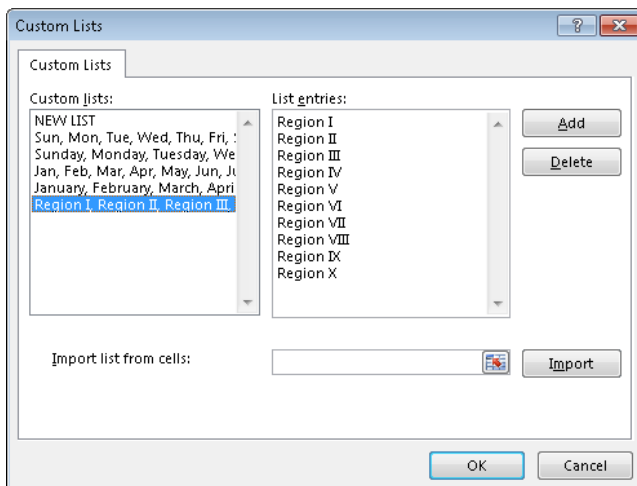 Custom Lists
Custom Lists
Custom lists:
NEW LIST
Sun, Mon, Tue, Wed, Thu, Fri, S
Sunday, Monday, Tuesday, We
Jan, Feb, Mar, Apr, May, Jun, Ju
January, February, March, Apri
Region I, Region II, Region III,
List entries:
Region I
Region II
Region III
Region IV
Region V
Region VI
Region VII
Region VIII
Region IX
Region X
Add
Delete
Import list from cells:
Import
OK
Cancel